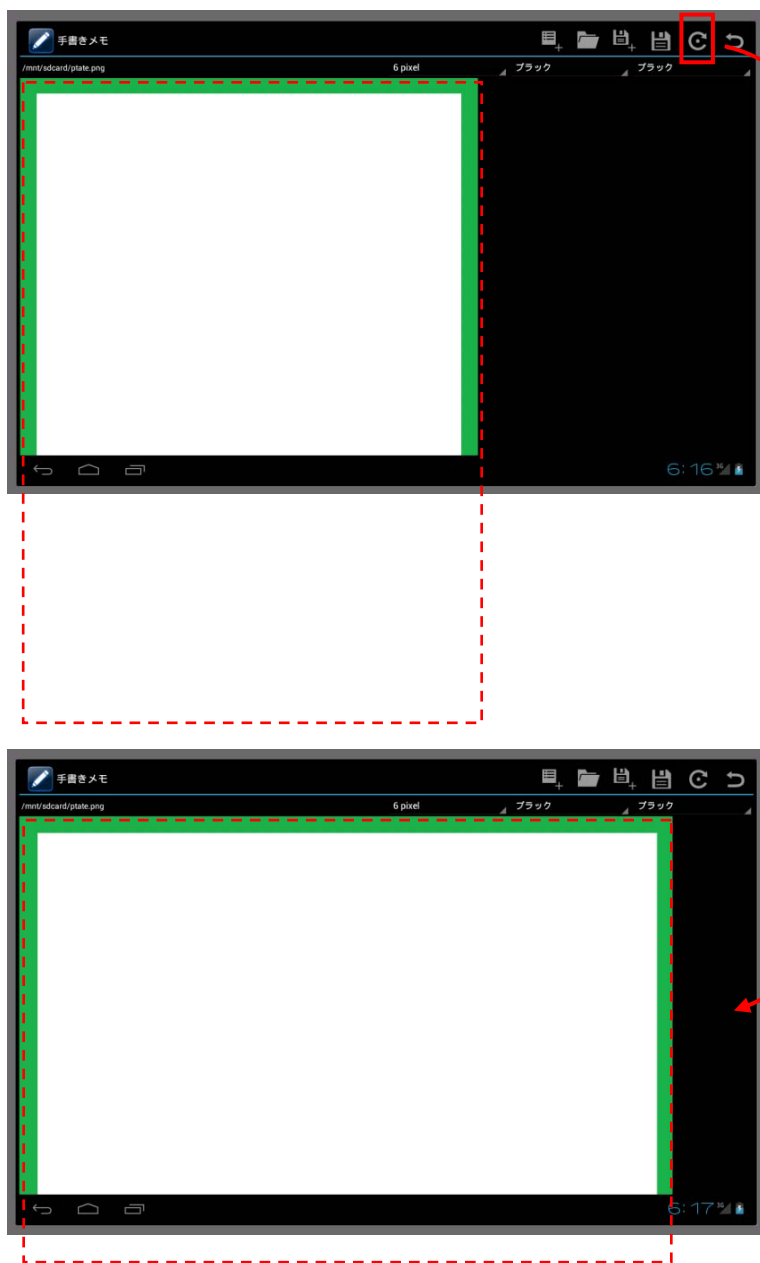 手書きメモ
/mnt/sdcard/ptate.png 6 pixel ブラック ブラック
6:16 3G
手書きメモ
/mnt/sdcard/ptate.png 6 pixel ブラック ブラック
6:17 3G